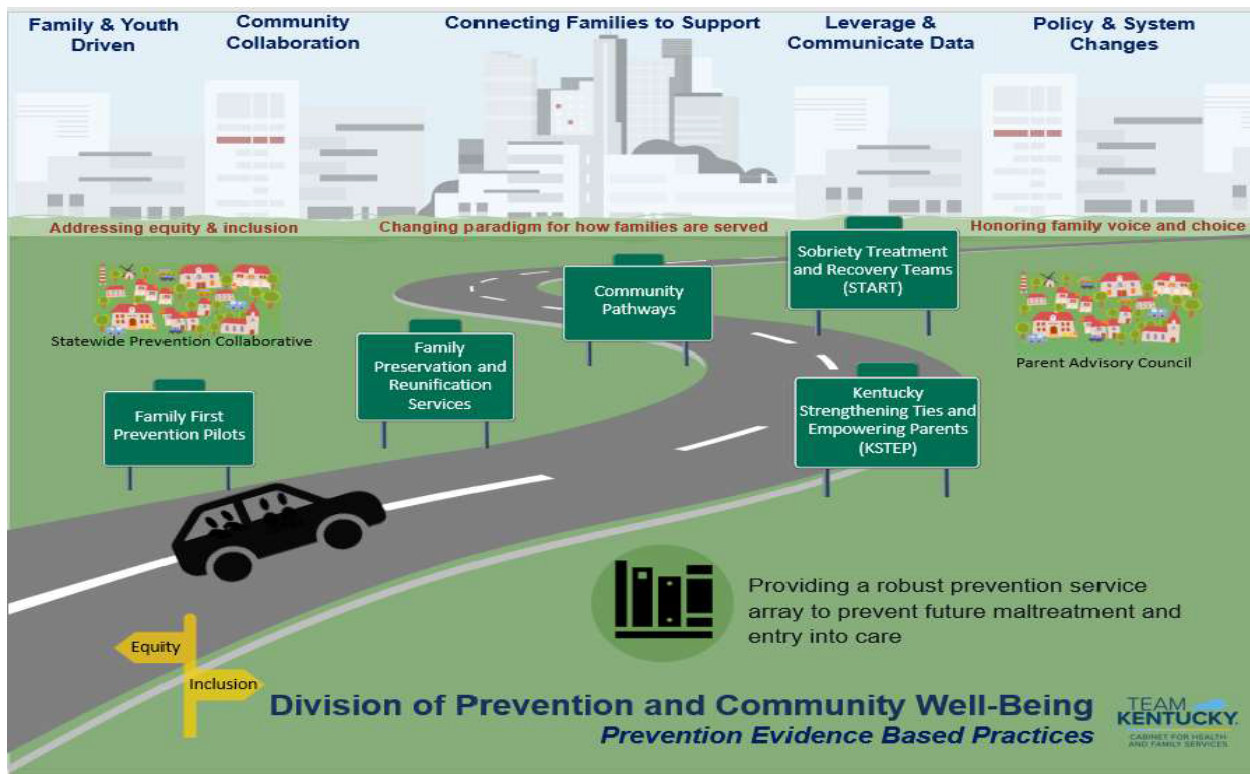 Family & Youth
Driven
Community
Collaboration
Connecting Families to Support
Leverage &
Communicate Data
Policy & System
Changes
Addressing equity & inclusion
Changing paradigm for how families are served
Honoring family voice and choice
Sobriety Treatment
and Recovery Teams
(START)
Community
Pathways
Statewide Prevention Collaborative
Family
Preservation and
Reunification
Services
Parent Advisory Council
Family First
Prevention Pilots
Kentucky
Strengthening Ties and
Empowering Parents
(KSTEP)
Providing a robust prevention service
array to prevent future maltreatment and
entry into care
Equity
Inclusion
Division of Prevention and Community Well-Being
Prevention Evidence Based Practices
TEAM
KENTUCKY.
CABINET FOR HEALTH
AND FAMILY SERVICES